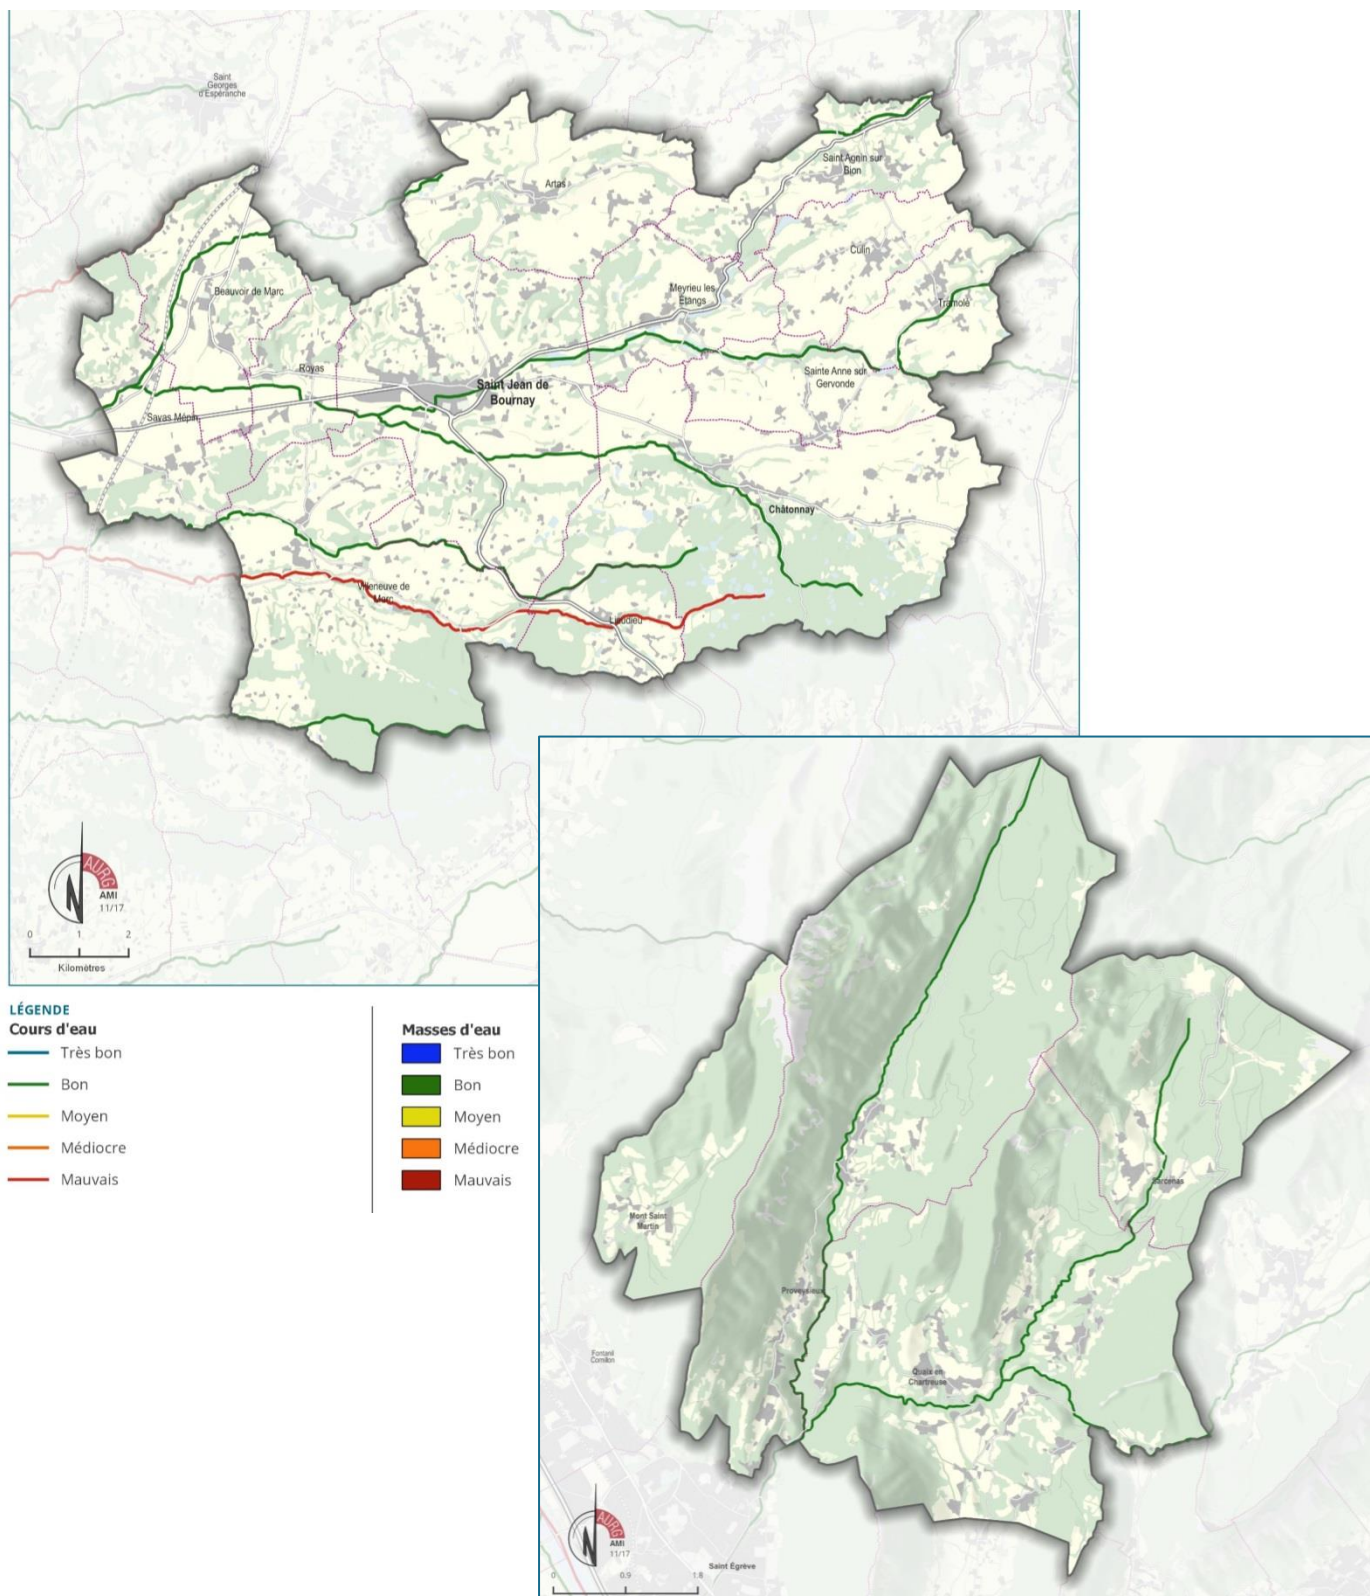 Saint
Georges
d'Espéranche
Saint Agnin sur
Bion
Artas
Culin
Beauvoir de Marc
Meyrieu les
Étangs
Tramolé
Royas
Sainte Anne sur
Gervonde
Saint Jean de
Bournay
Savas Mépin
Châtonnay
Villeneuve de
Marc
Lieudieu
AURG
N
AMI
11/17
0 1 2
Kilomètres
LÉGENDE
Cours d'eau
Très bon
Bon
Moyen
Médiocre
Mauvais
Masses d'eau
Très bon
Bon
Moyen
Médiocre
Mauvais
Sarcenas
Mont Saint
Martin
Proveysieux
Fontanil
Cornillon
Quaix en
Chartreuse
AURG
N
AMI
11/17
Saint Égrève
0 0.9 1.8